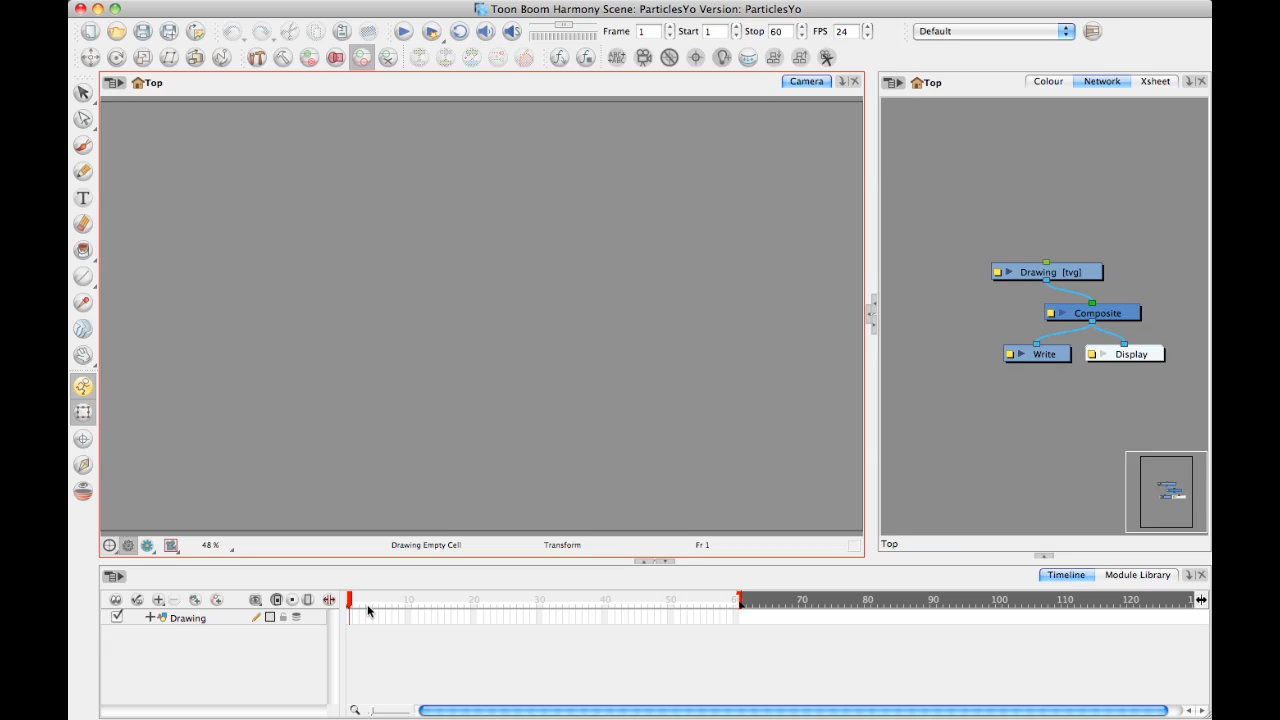 Toon Boom Harmony Scene: ParticlesYo Version: ParticlesYo
Frame 1 Start 1 Stop 60 FPS 24 Default
Top Camera
Top Colour Network Xsheet
T
Drawing [tvg]
Composite
Write Display
48 % Drawing Empty Cell Transform Fr 1
Top
Timeline Module Library
10 20 30 40 50 70 80 90 100 110 120
Drawing